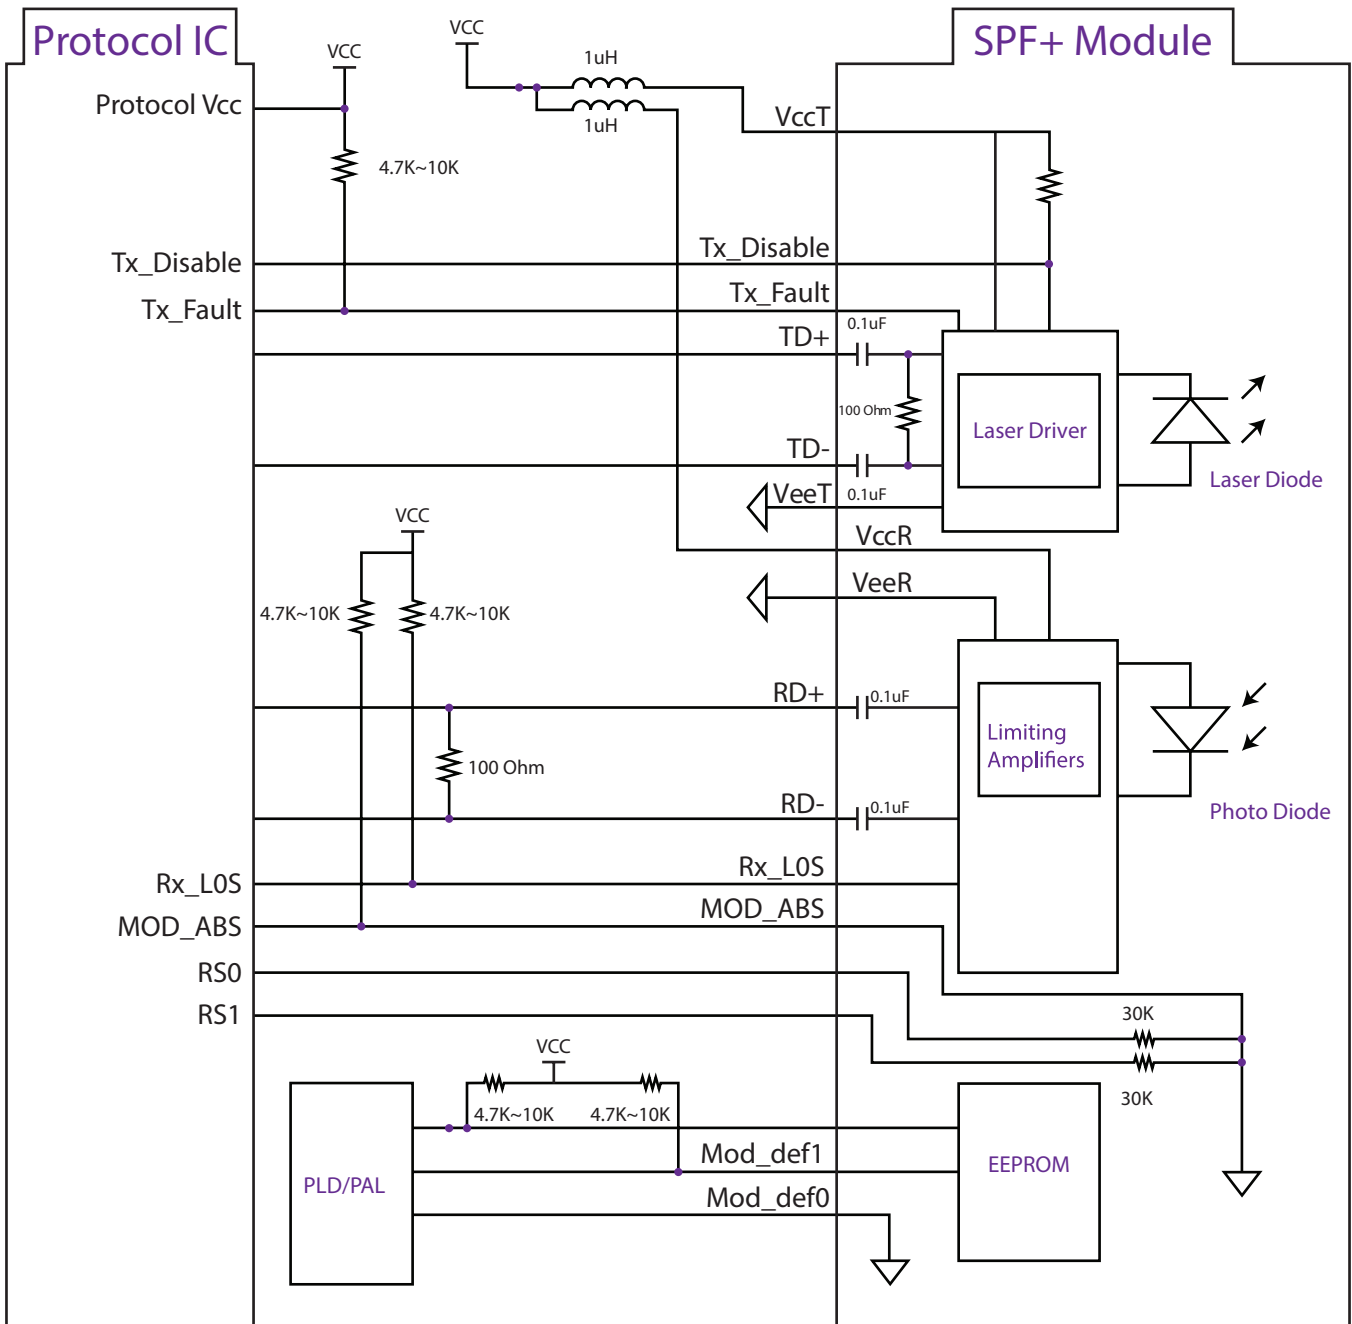 Protocol IC
SPF+ Module
VCC
VCC
1uH
1uH
Protocol Vcc
VccT
4.7K~10K
Tx_Disable
Tx_Disable
Tx_Fault
Tx_Fault
TD+
0.1uF
100 Ohm
Laser Driver
TD-
0.1uF
Laser Diode
VeeT
VCC
VccR
VeeR
4.7K~10K
4.7K~10K
RD+
0.1uF
Limiting
Amplifiers
100 Ohm
RD-
0.1uF
Photo Diode
Rx_L0S
Rx_L0S
MOD_ABS
MOD_ABS
RS0
RS1
30K
30K
VCC
4.7K~10K
4.7K~10K
PLD/PAL
Mod_def1
EEPROM
Mod_def0